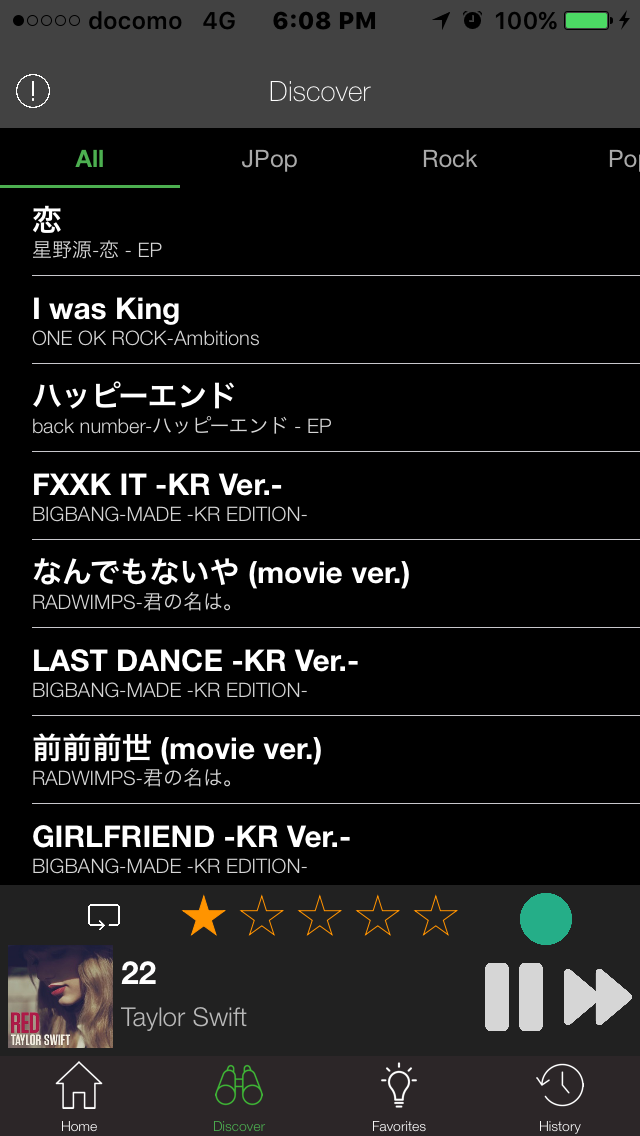 docomo 4G 6:08 PM 100%
Discover
All JPop Rock Pop
恋
星野源-恋 - EP
I was King
ONE OK ROCK-Ambitions
ハッピーエンド
back number-ハッピーエンド - EP
FXXK IT -KR Ver.-
BIGBANG-MADE -KR EDITION-
なんでもないや (movie ver.)
RADWIMPS-君の名は。
LAST DANCE -KR Ver.-
BIGBANG-MADE -KR EDITION-
前前前世 (movie ver.)
RADWIMPS-君の名は。
GIRLFRIEND -KR Ver.-
BIGBANG-MADE -KR EDITION-
22
Taylor Swift
RED
TAYLOR SWIFT
Home Discover Favorites History